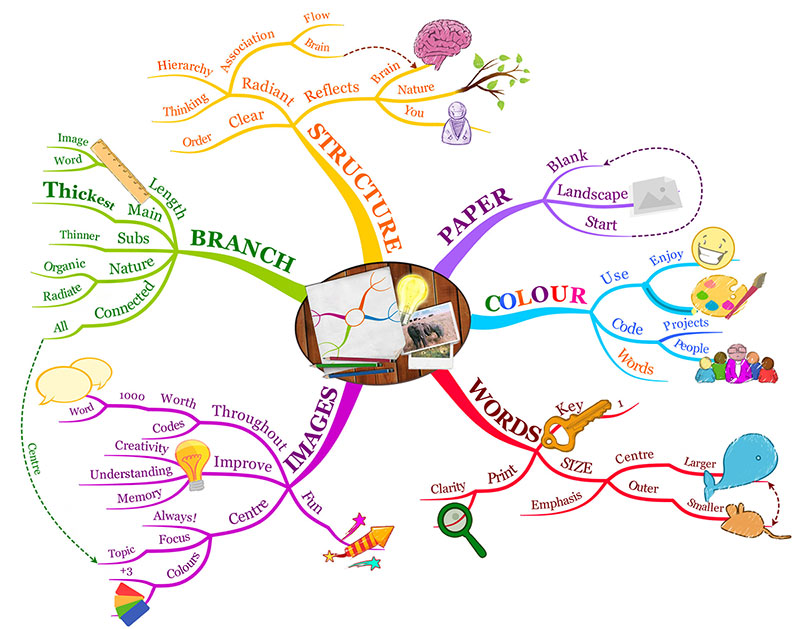 STRUCTURE
Radiant
Association
Flow
Brain
Hierarchy
Thinking
Clear
Order
Reflects
Brain
Nature
You
PAPER
Blank
Landscape
Start
COLOUR
Use
Enjoy
Code
Projects
People
Words
WORDS
Key
1
SIZE
Centre
Larger
Outer
Smaller
Emphasis
Print
Clarity
IMAGES
Throughout
Worth
1000
Word
Codes
Improve
Creativity
Understanding
Memory
Centre
Always!
Focus
Topic
Colours
+3
Fun
BRANCH
Length
Image
Word
Main
Thickest
Subs
Thinner
Nature
Organic
Radiate
Connected
All
Centre